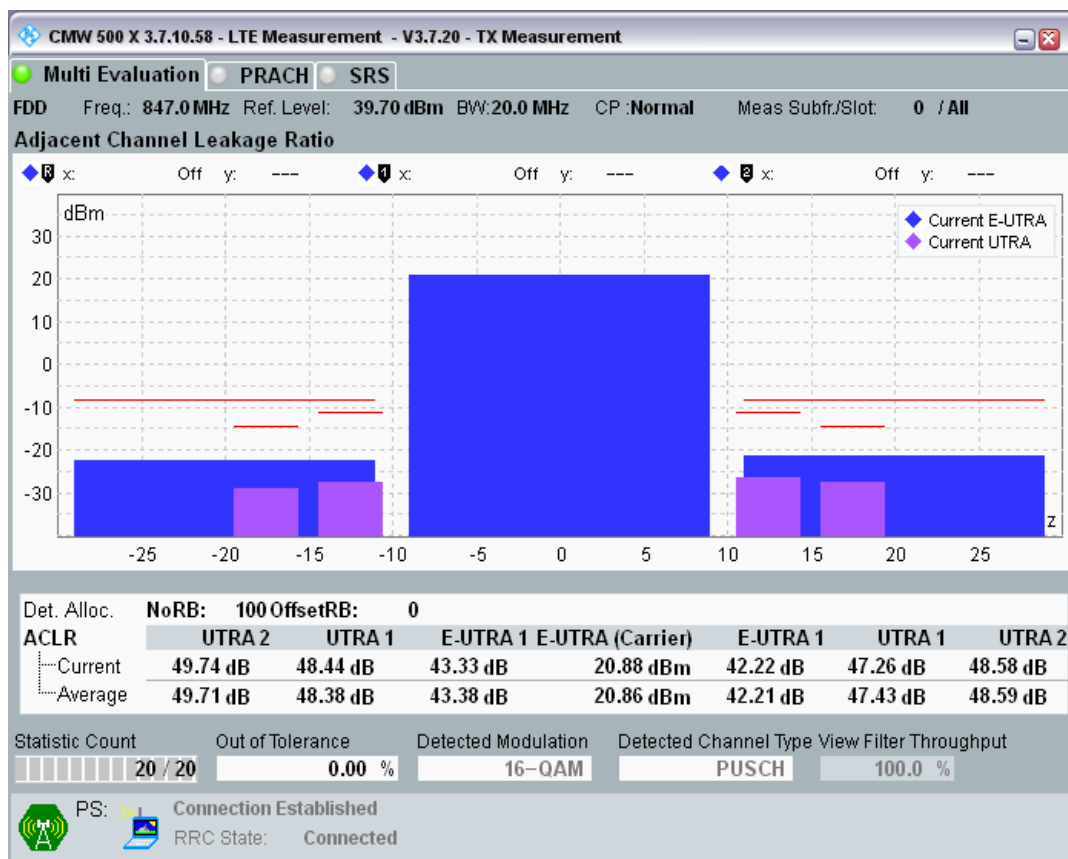 CMW 500 X 3.7.10.58 - LTE Measurement - V3.7.20 - TX Measurement
Multi Evaluation PRACH SRS
FDD Freq.: 847.0 MHz Ref. Level: 39.70 dBm BW:20.0 MHz CP :Normal Meas Subfr./Slot: 0 / All
Adjacent Channel Leakage Ratio
R x: Off y: --- 1 x: Off y: --- 2 x: Off y: ---
dBm
Current E-UTRA
Current UTRA
30
20
10
0
-10
-20
-30
z
-25 -20 -15 -10 -5 0 5 10 15 20 25
Det. Alloc. NoRB: 100 OffsetRB: 0
ACLR UTRA 2 UTRA 1 E-UTRA 1 E-UTRA (Carrier) E-UTRA 1 UTRA 1 UTRA 2
Current 49.74 dB 48.44 dB 43.33 dB 20.88 dBm 42.22 dB 47.26 dB 48.58 dB
Average 49.71 dB 48.38 dB 43.38 dB 20.86 dBm 42.21 dB 47.43 dB 48.59 dB
Statistic Count Out of Tolerance Detected Modulation Detected Channel Type View Filter Throughput
20 / 20 0.00 % 16-QAM PUSCH 100.0 %
PS: Connection Established
RRC State: Connected